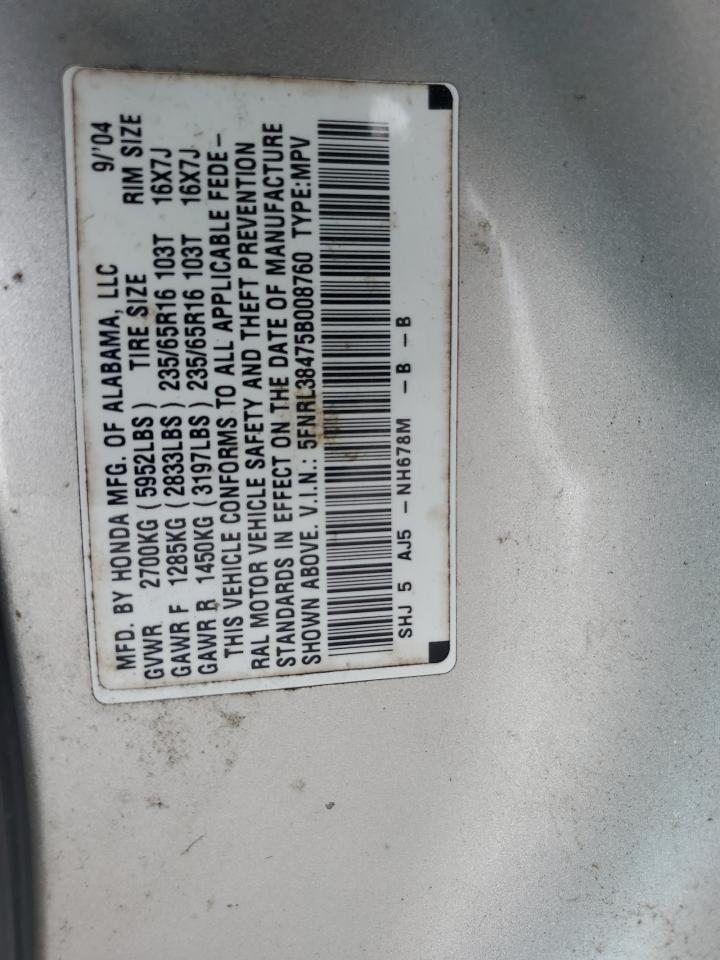 MFD. BY HONDA MFG. OF ALABAMA, LLC 9/'04
GVWR 2700KG ( 5952LBS ) TIRE SIZE RIM SIZE
GAWR F 1285KG ( 2833LBS ) 235/65R16 103T 16X7J
GAWR R 1450KG ( 3197LBS ) 235/65R16 103T 16X7J
THIS VEHICLE CONFORMS TO ALL APPLICABLE FEDE-
RAL MOTOR VEHICLE SAFETY AND THEFT PREVENTION
STANDARDS IN EFFECT ON THE DATE OF MANUFACTURE
SHOWN ABOVE. V.I.N.: 5FNRL38475B008760 TYPE:MPV
SHJ 5 AJ5 -NH678M -B -B